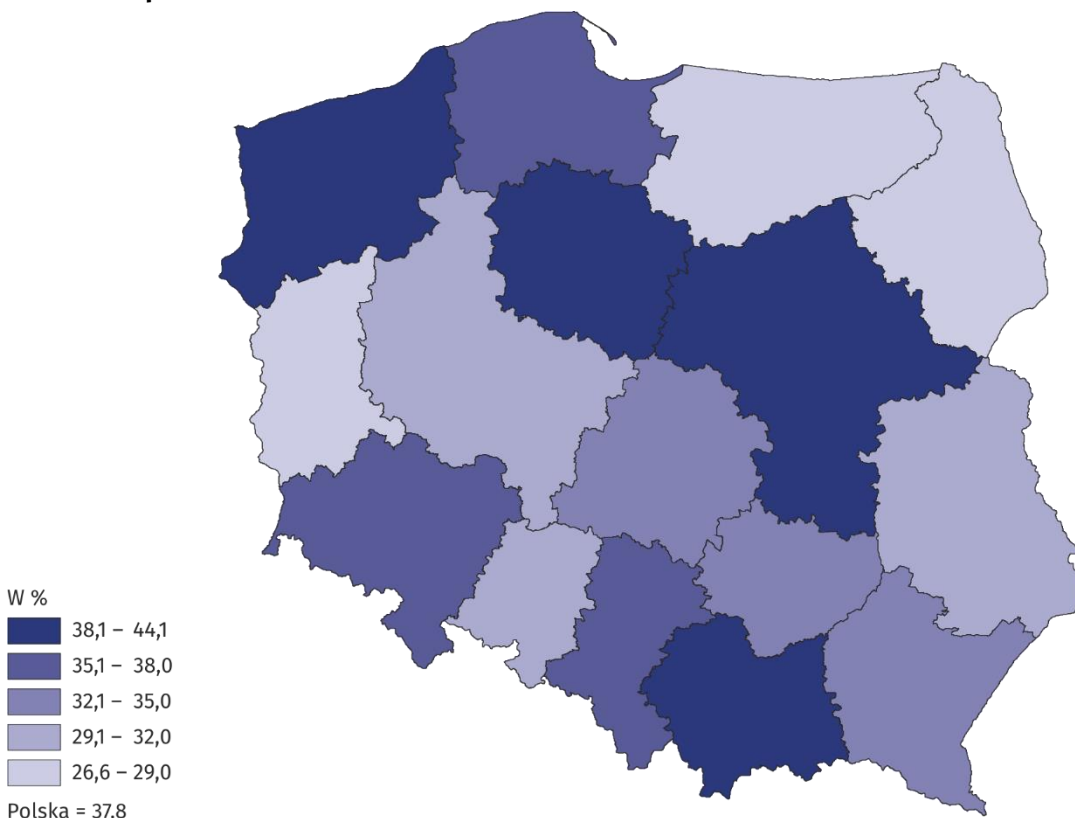 W %
38,1 – 44,1
35,1 – 38,0
32,1 – 35,0
29,1 – 32,0
26,6 – 29,0
Polska = 37,8